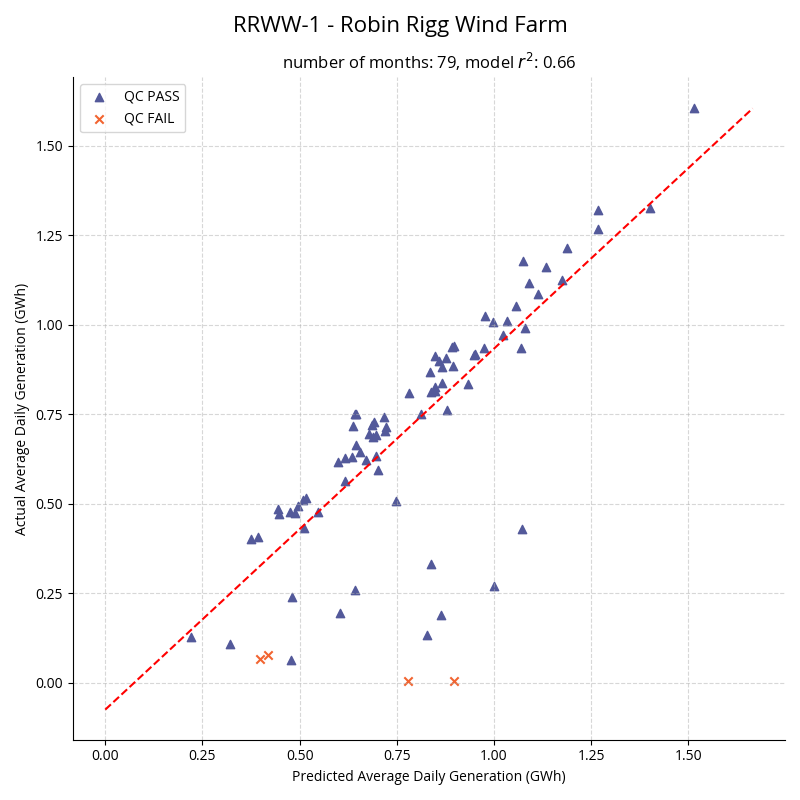 RRWW-1 - Robin Rigg Wind Farm
number of months: 79, model r²: 0.66
QC PASS
QC FAIL
1.50
1.25
1.00
0.75
0.50
0.25
0.00
Actual Average Daily Generation (GWh)
0.00 0.25 0.50 0.75 1.00 1.25 1.50
Predicted Average Daily Generation (GWh)